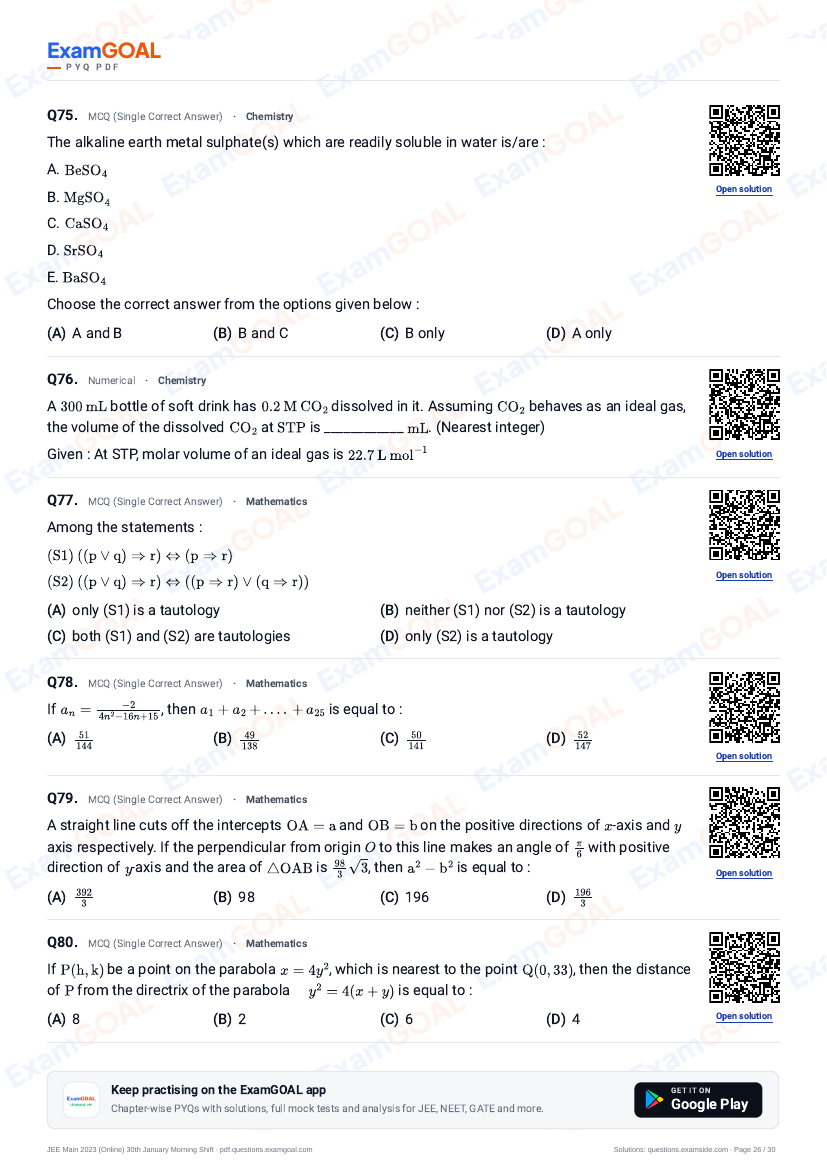 ExamGOAL
PYQ PDF
Q75. MCQ (Single Correct Answer) · Chemistry
The alkaline earth metal sulphate(s) which are readily soluble in water is/are :
A. BeSO₄
B. MgSO₄
C. CaSO₄
D. SrSO₄
E. BaSO₄
Choose the correct answer from the options given below :
(A) A and B (B) B and C (C) B only (D) A only
Open solution
Q76. Numerical · Chemistry
A 300 mL bottle of soft drink has 0.2 M CO₂ dissolved in it. Assuming CO₂ behaves as an ideal gas,
the volume of the dissolved CO₂ at STP is ____________ mL. (Nearest integer)
Given : At STP, molar volume of an ideal gas is 22.7 L mol⁻¹
Open solution
Q77. MCQ (Single Correct Answer) · Mathematics
Among the statements :
(S1) ((p ∨ q) ⇒ r) ⇔ (p ⇒ r)
(S2) ((p ∨ q) ⇒ r) ⇔ ((p ⇒ r) ∨ (q ⇒ r))
(A) only (S1) is a tautology (B) neither (S1) nor (S2) is a tautology
(C) both (S1) and (S2) are tautologies (D) only (S2) is a tautology
Open solution
Q78. MCQ (Single Correct Answer) · Mathematics
If aₙ = -2/(4n²−16n+15), then a₁ + a₂ + .... + a₂₅ is equal to :
(A) 51/144 (B) 49/138 (C) 50/141 (D) 52/147
Open solution
Q79. MCQ (Single Correct Answer) · Mathematics
A straight line cuts off the intercepts OA = a and OB = b on the positive directions of x-axis and y
axis respectively. If the perpendicular from origin O to this line makes an angle of π/6 with positive
direction of y-axis and the area of △OAB is 98/3 √3, then a² − b² is equal to :
(A) 392/3 (B) 98 (C) 196 (D) 196/3
Open solution
Q80. MCQ (Single Correct Answer) · Mathematics
If P(h, k) be a point on the parabola x = 4y², which is nearest to the point Q(0, 33), then the distance
of P from the directrix of the parabola y² = 4(x + y) is equal to :
(A) 8 (B) 2 (C) 6 (D) 4
Open solution
Keep practising on the ExamGOAL app
Chapter-wise PYQs with solutions, full mock tests and analysis for JEE, NEET, GATE and more.
GET IT ON
Google Play
JEE Main 2023 (Online) 30th January Morning Shift · pdf.questions.examgoal.com Solutions: questions.examside.com · Page 26 / 30